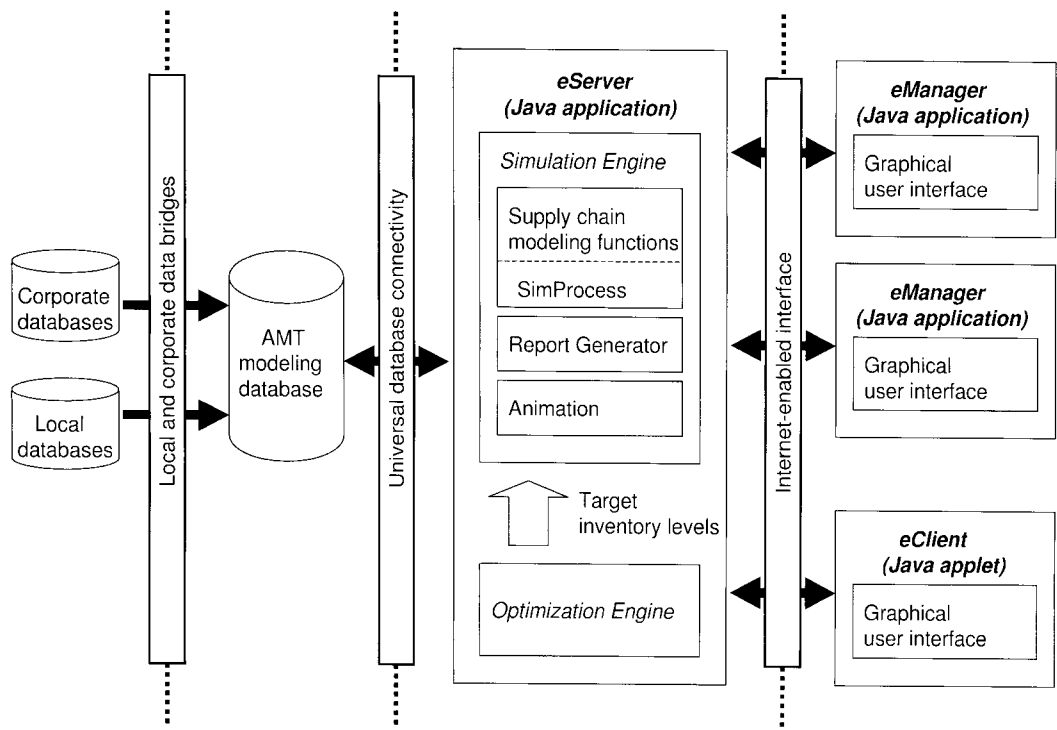 Corporate
databases
Local
databases
Local and corporate data bridges
AMT
modeling
database
Universal database connectivity
eServer
(Java application)
Simulation Engine
Supply chain
modeling functions
SimProcess
Report Generator
Animation
Target
inventory levels
Optimization Engine
Internet-enabled interface
eManager
(Java application)
Graphical
user interface
eManager
(Java application)
Graphical
user interface
eClient
(Java applet)
Graphical
user interface